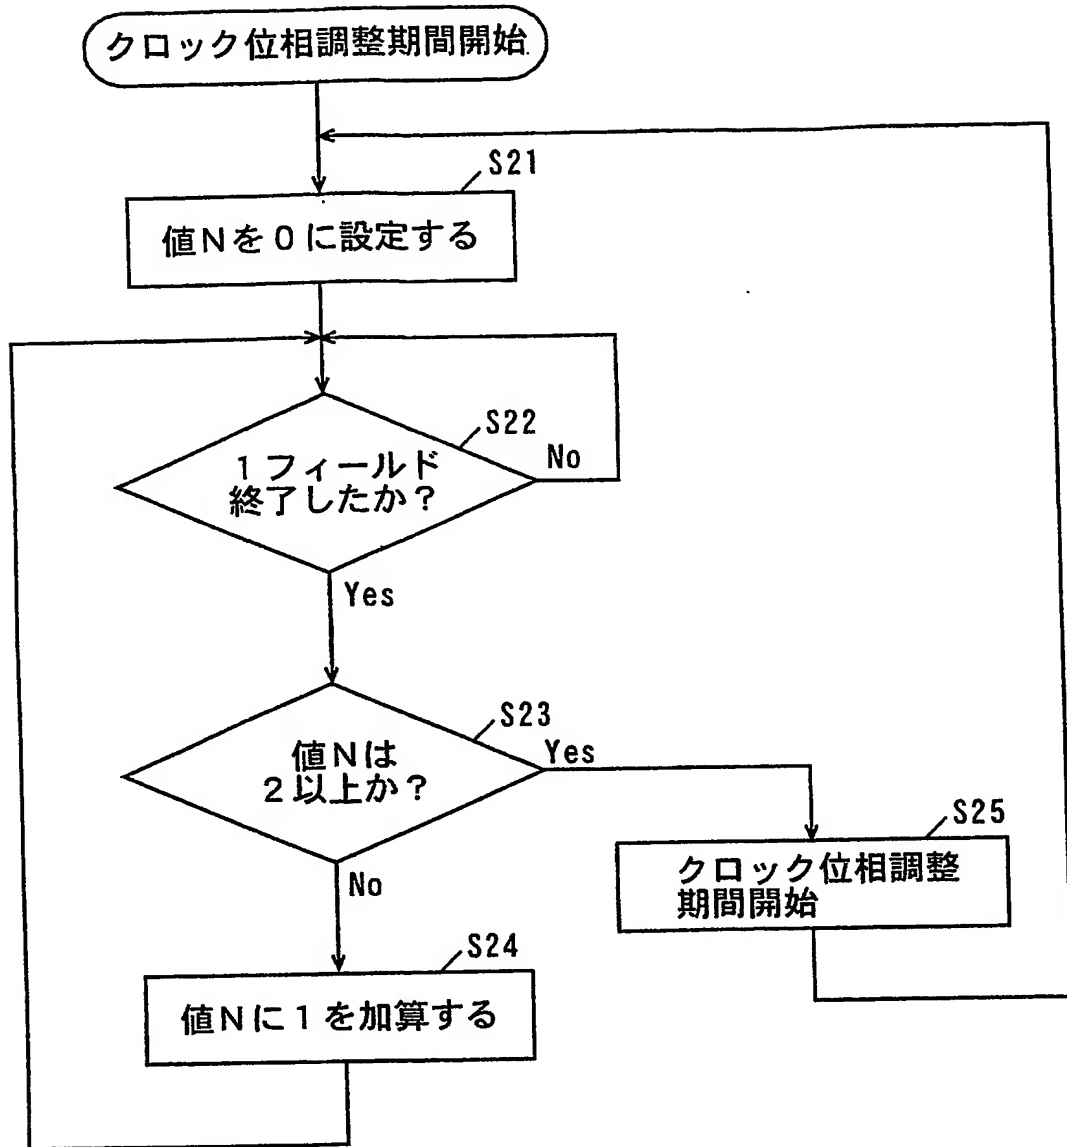 クロック位相調整期間開始
S21
値Nを0に設定する
S22
1フィールド
終了したか?
No
Yes
S23
値Nは
2以上か?
Yes
No
S25
クロック位相調整
期間開始
S24
値Nに1を加算する